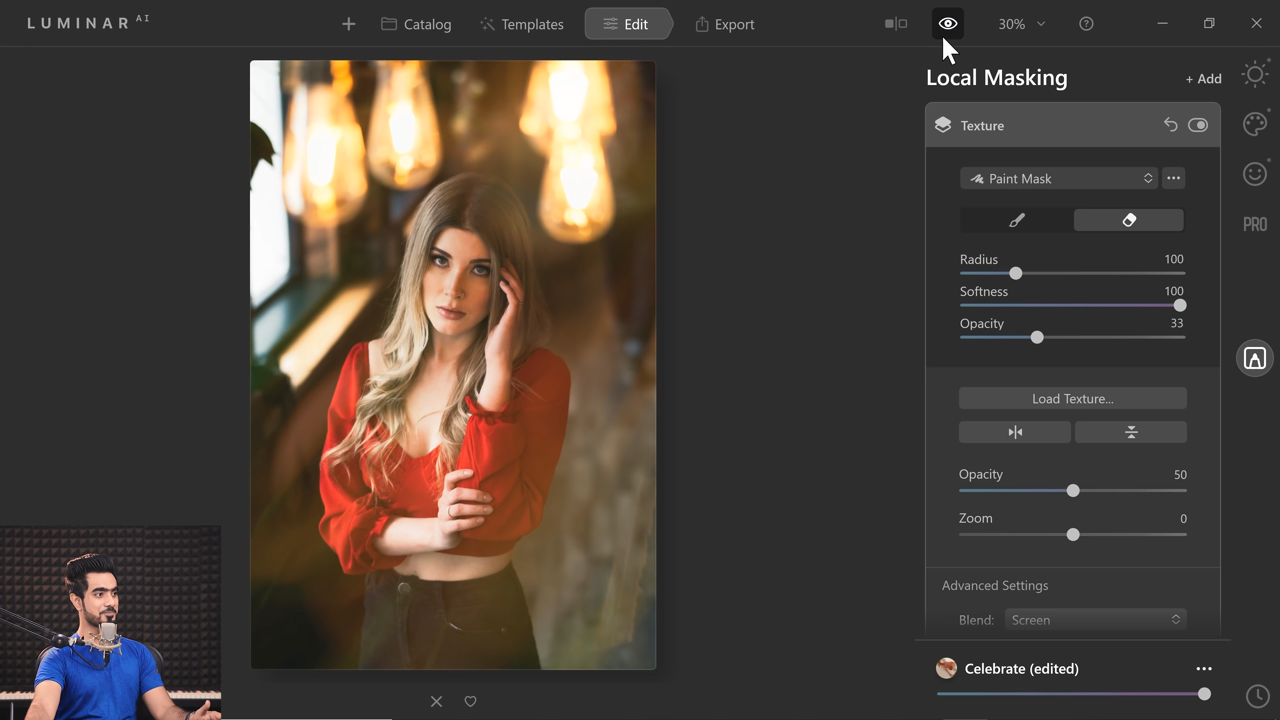 LUMINAR AI
Catalog
Templates
Edit
Export
30%
Local Masking
+ Add
Texture
Paint Mask
PRO
Radius 100
Softness 100
Opacity 33
Load Texture...
Opacity 50
Zoom 0
Advanced Settings
Blend: Screen
Celebrate (edited)